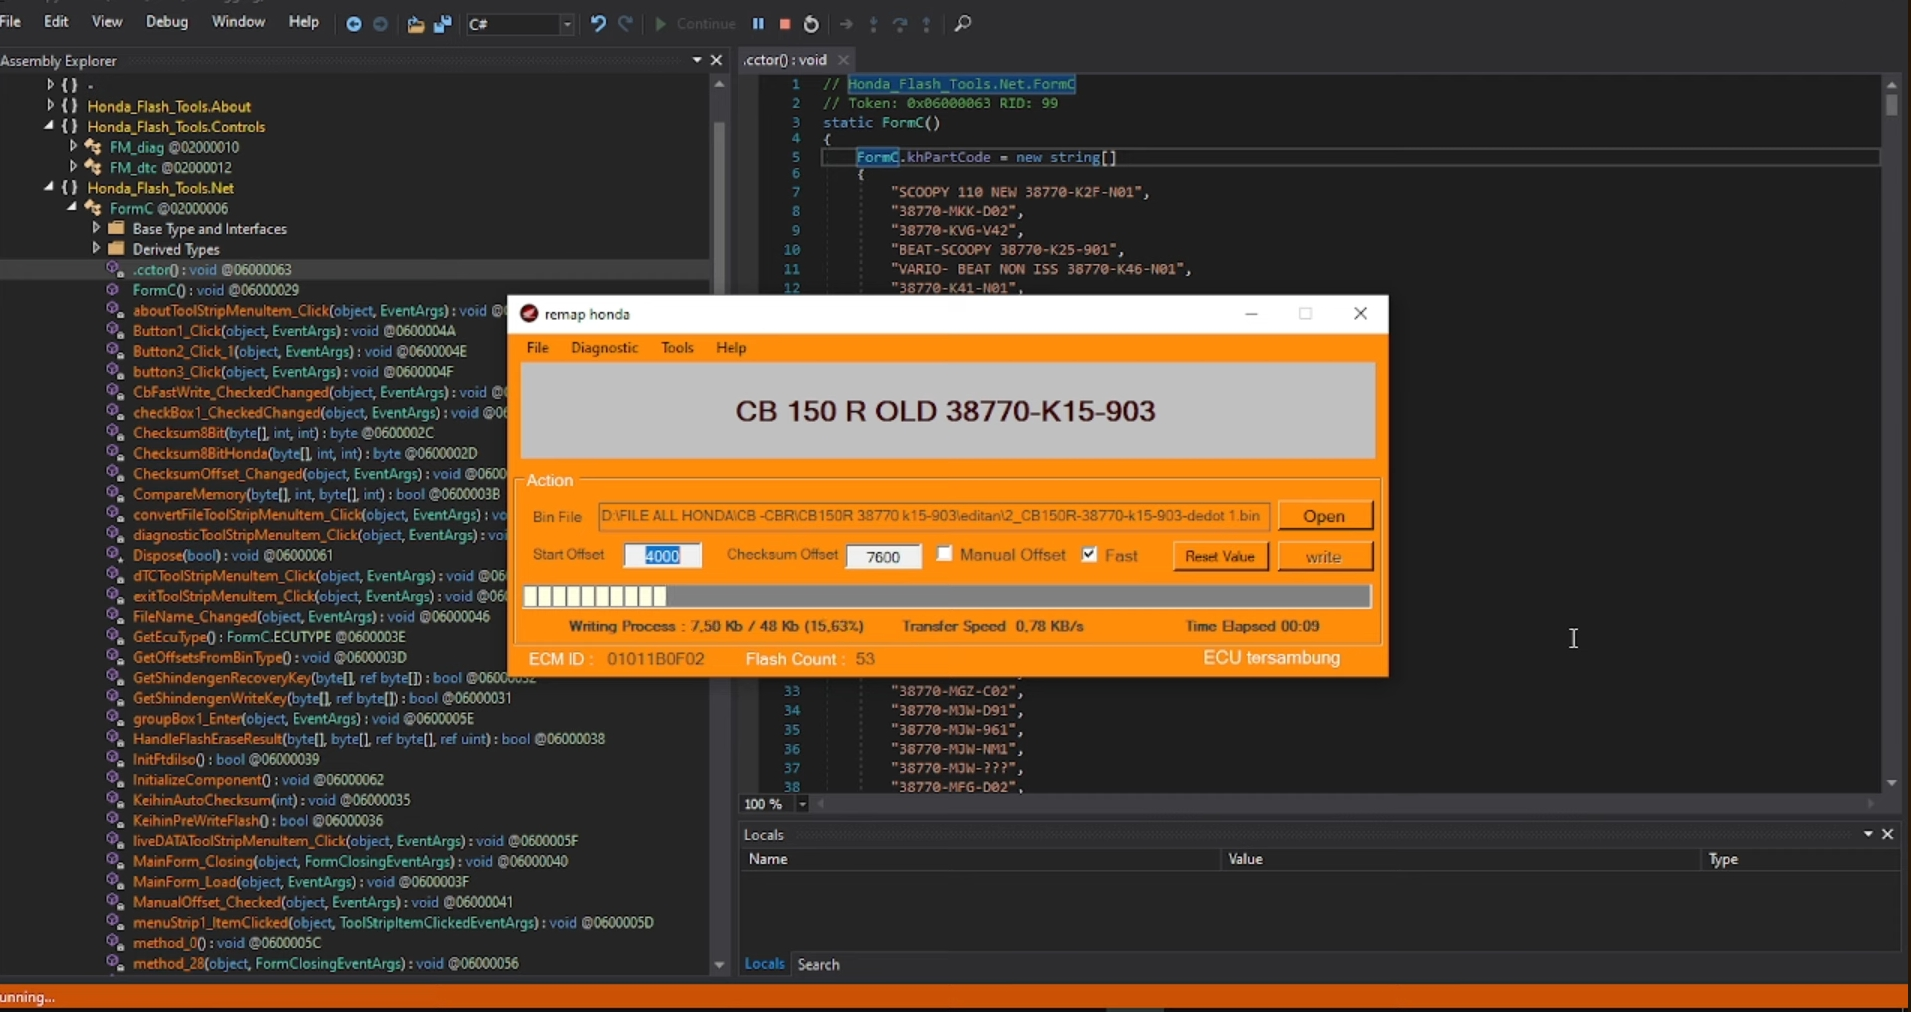 File Edit View Debug Window Help C# Continue
Assembly Explorer
.cctor() : void
{ } -
{ } Honda_Flash_Tools.About
{ } Honda_Flash_Tools.Controls
FM_diag @02000010
FM_dtc @02000012
{ } Honda_Flash_Tools.Net
FormC @02000006
Base Type and Interfaces
Derived Types
.cctor() : void @06000063
FormC() : void @06000029
aboutToolStripMenuItem_Click(object, EventArgs) : void @0
Button1_Click(object, EventArgs) : void @0600004A
Button2_Click_1(object, EventArgs) : void @0600004E
button3_Click(object, EventArgs) : void @0600004F
CbFastWrite_CheckedChanged(object, EventArgs) : void @0
checkBox1_CheckedChanged(object, EventArgs) : void @06
Checksum8Bit(byte[], int, int) : byte @0600002C
Checksum8BitHonda(byte[], int, int) : byte @0600002D
ChecksumOffset_Changed(object, EventArgs) : void @0600
CompareMemory(byte[], int, byte[], int) : bool @0600003B
convertFileToolStripMenuItem_Click(object, EventArgs) : vo
diagnosticToolStripMenuItem_Click(object, EventArgs) : voi
Dispose(bool) : void @06000061
dTCToolStripMenuItem_Click(object, EventArgs) : void @06
exitToolStripMenuItem_Click(object, EventArgs) : void @06
FileName_Changed(object, EventArgs) : void @06000046
GetEcuType() : FormC.ECUTYPE @0600003E
GetOffsetsFromBinType() : void @0600003D
GetShindengenRecoveryKey(byte[], ref byte[]) : bool @06000032
GetShindengenWriteKey(byte[], ref byte[]) : bool @06000031
groupBox1_Enter(object, EventArgs) : void @0600005E
HandleFlashEraseResult(byte[], byte[], ref byte[], ref uint) : bool @06000038
InitFtdiIso() : bool @06000039
InitializeComponent() : void @06000062
KeihinAutoChecksum(int) : void @06000035
KeihinPreWriteFlash() : bool @06000036
liveDATAToolStripMenuItem_Click(object, EventArgs) : void @0600005F
MainForm_Closing(object, FormClosingEventArgs) : void @06000040
MainForm_Load(object, EventArgs) : void @0600003F
ManualOffset_Checked(object, EventArgs) : void @06000041
menuStrip1_ItemClicked(object, ToolStripItemClickedEventArgs) : void @0600005D
method_0() : void @0600005C
method_28(object, FormClosingEventArgs) : void @06000056
1 // Honda_Flash_Tools.Net.FormC
2 // Token: 0x06000063 RID: 99
3 static FormC()
4 {
5 FormC.khPartCode = new string[]
6 {
7 "SCOOPY 110 NEW 38770-K2F-N01",
8 "38770-MKK-D02",
9 "38770-KVG-V42",
10 "BEAT-SCOOPY 38770-K25-901",
11 "VARIO- BEAT NON ISS 38770-K46-N01",
12 "38770-K41-N01",
remap honda
File Diagnostic Tools Help
CB 150 R OLD 38770-K15-903
Action
Bin File D:\FILE ALL HONDA\CB -CBR\CB150R 38770 k15-903\editan\2_CB150R-38770-k15-903-dedot 1.bin Open
Start Offset 4000 Checksum Offset 7600 Manual Offset Fast Reset Value write
Writing Process : 7,50 Kb / 48 Kb (15,63%) Transfer Speed 0,78 KB/s Time Elapsed 00:09
ECM ID : 01011B0F02 Flash Count : 53 ECU tersambung
33 "38770-MGZ-C02",
34 "38770-MJW-D91",
35 "38770-MJW-961",
36 "38770-MJW-NM1",
37 "38770-MJW-???",
38 "38770-MFG-D02",
100 %
Locals
Name Value Type
Locals Search
unning...